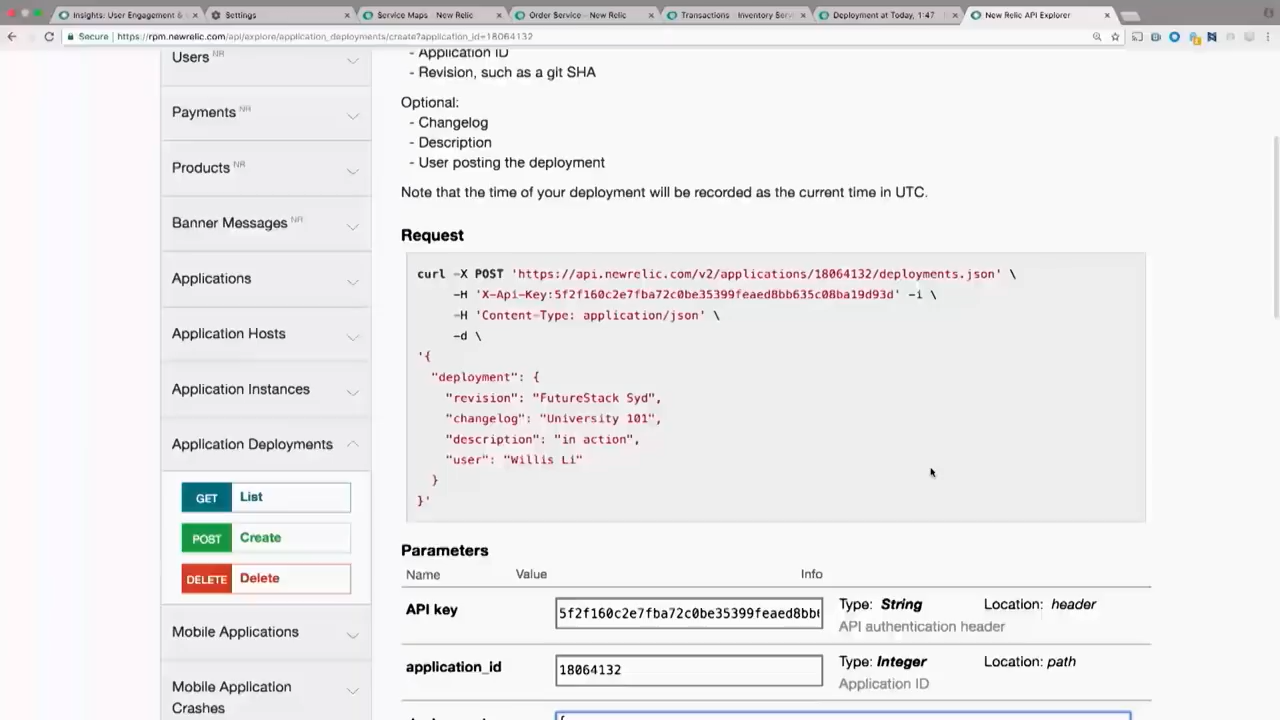 Insights: User Engagement &
Settings
Service Maps - New Relic
Order Service - New Relic
Transactions - Inventory Serv
Deployment at Today, 1:47
New Relic API Explorer
Secure | https://rpm.newrelic.com/api/explore/application_deployments/create?application_id=18064132
Users NR
Payments NR
Products NR
Banner Messages NR
Applications
Application Hosts
Application Instances
Application Deployments
GET List
POST Create
DELETE Delete
Mobile Applications
Mobile Application
Crashes
- Application ID
- Revision, such as a git SHA
Optional:
- Changelog
- Description
- User posting the deployment
Note that the time of your deployment will be recorded as the current time in UTC.
Request
curl -X POST 'https://api.newrelic.com/v2/applications/18064132/deployments.json' \
-H 'X-Api-Key:5f2f160c2e7fba72c0be35399feaed8bb635c08ba19d93d' -i \
-H 'Content-Type: application/json' \
-d \
'{
"deployment": {
"revision": "FutureStack Syd",
"changelog": "University 101",
"description": "in action",
"user": "Willis Li"
}
}'
Parameters
Name Value Info
API key 5f2f160c2e7fba72c0be35399feaed8bb Type: String Location: header
API authentication header
application_id 18064132 Type: Integer Location: path
Application ID
{